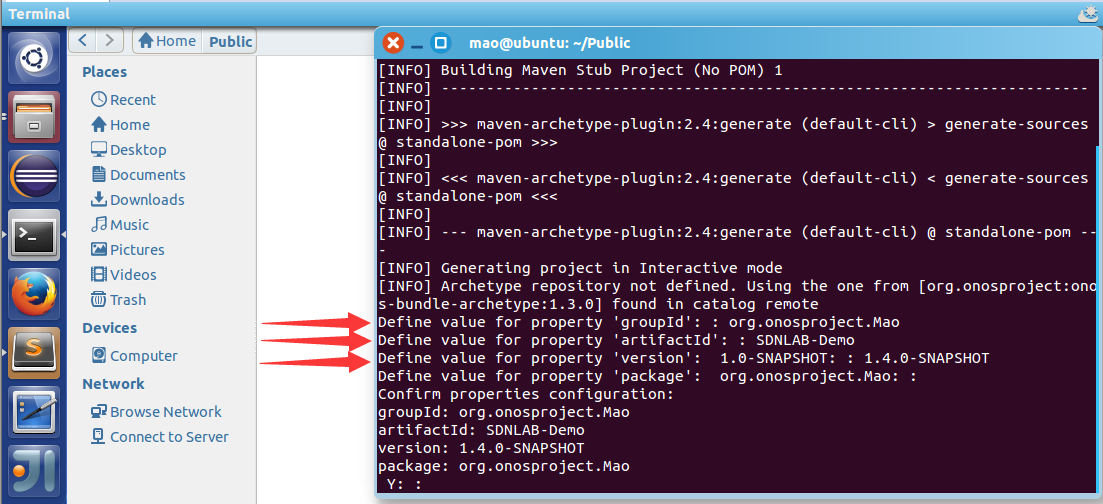 Terminal
Home
Public
Places
Recent
Home
Desktop
Documents
Downloads
Music
Pictures
Videos
Trash
Devices
Computer
Network
Browse Network
Connect to Server
mao@ubuntu: ~/Public
[INFO] Building Maven Stub Project (No POM) 1
[INFO] ------------------------------------------------------------------------
[INFO]
[INFO] >>> maven-archetype-plugin:2.4:generate (default-cli) > generate-sources
@ standalone-pom >>>
[INFO]
[INFO] <<< maven-archetype-plugin:2.4:generate (default-cli) < generate-sources
@ standalone-pom <<<
[INFO]
[INFO] --- maven-archetype-plugin:2.4:generate (default-cli) @ standalone-pom --
-
[INFO] Generating project in Interactive mode
[INFO] Archetype repository not defined. Using the one from [org.onosproject:ono
s-bundle-archetype:1.3.0] found in catalog remote
Define value for property 'groupId': : org.onosproject.Mao
Define value for property 'artifactId': : SDNLAB-Demo
Define value for property 'version':  1.0-SNAPSHOT: : 1.4.0-SNAPSHOT
Define value for property 'package':  org.onosproject.Mao: :
Confirm properties configuration:
groupId: org.onosproject.Mao
artifactId: SDNLAB-Demo
version: 1.4.0-SNAPSHOT
package: org.onosproject.Mao
 Y: :